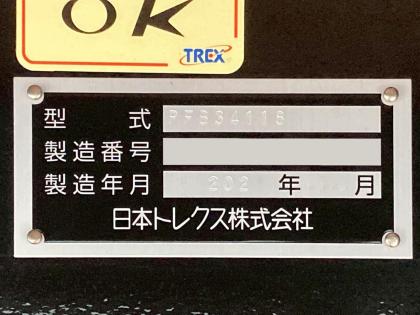 OK
TREX
型式 PFB34118
製造番号
製造年月 202 年 月
日本トレクス株式会社